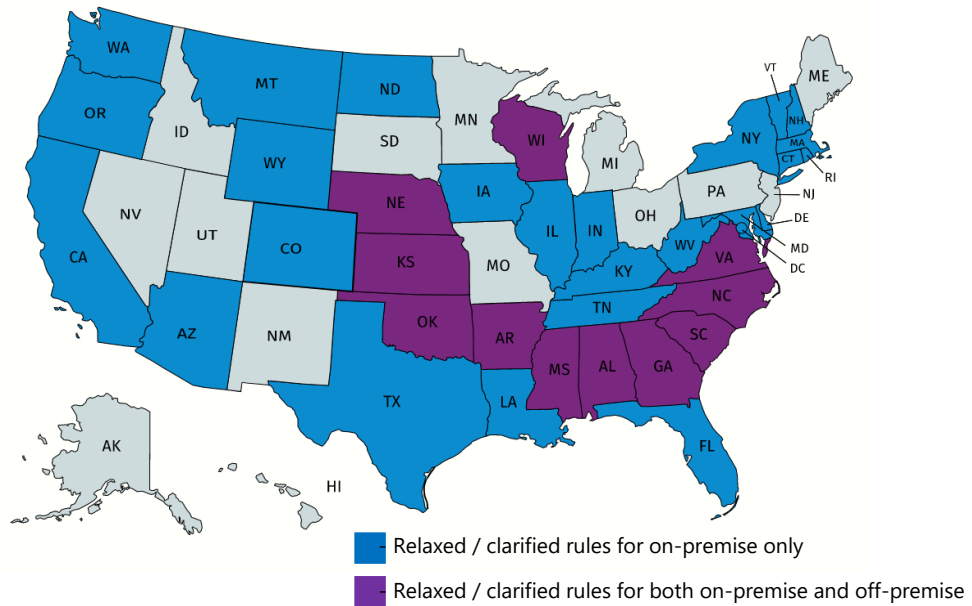 WA
MT
ND
MN
ME
VT
OR
ID
SD
WI
NY
NH
MA
WY
MI
CT
RI
IA
PA
NJ
NE
OH
NV
UT
IL
IN
DE
CO
WV
MD
CA
KS
MO
KY
VA
DC
NC
TN
OK
AZ
NM
AR
SC
MS
AL
GA
TX
LA
FL
AK
HI
- Relaxed / clarified rules for on-premise only
- Relaxed / clarified rules for both on-premise and off-premise